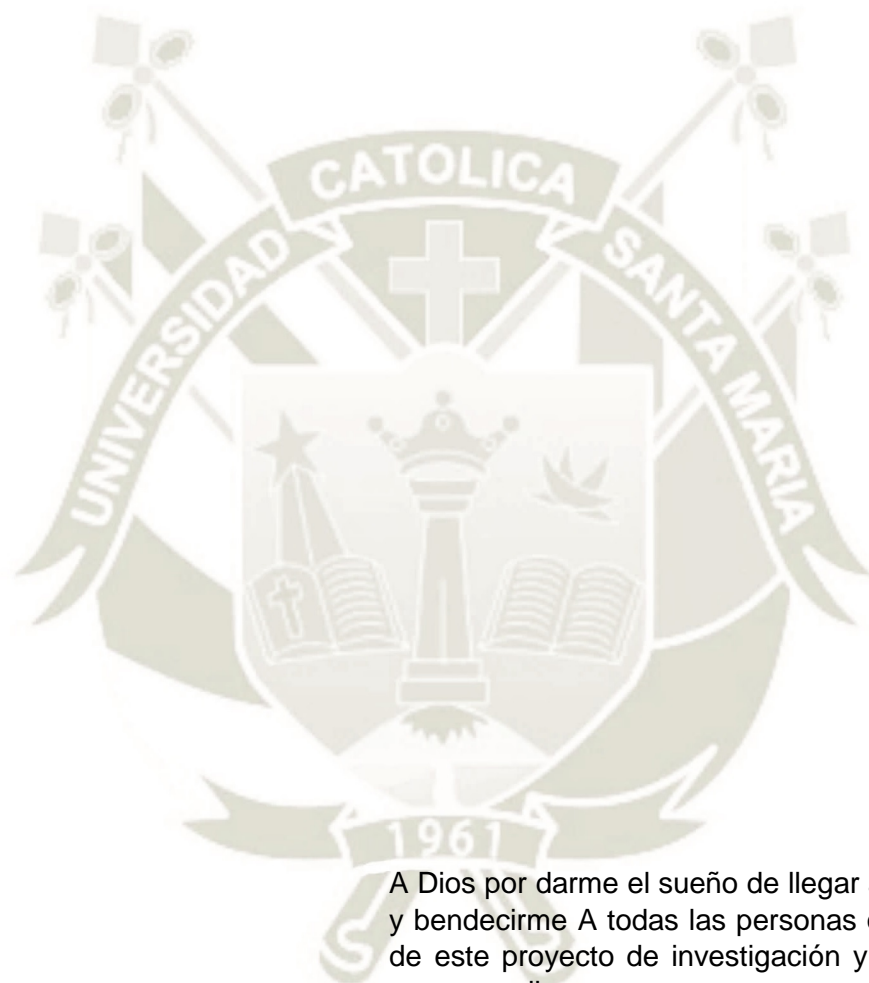 UNIVERSIDAD CATOLICA SANTA MARIA
1961
A Dios por darme el sueño de llegar
y bendecirme A todas las personas
de este proyecto de investigación y